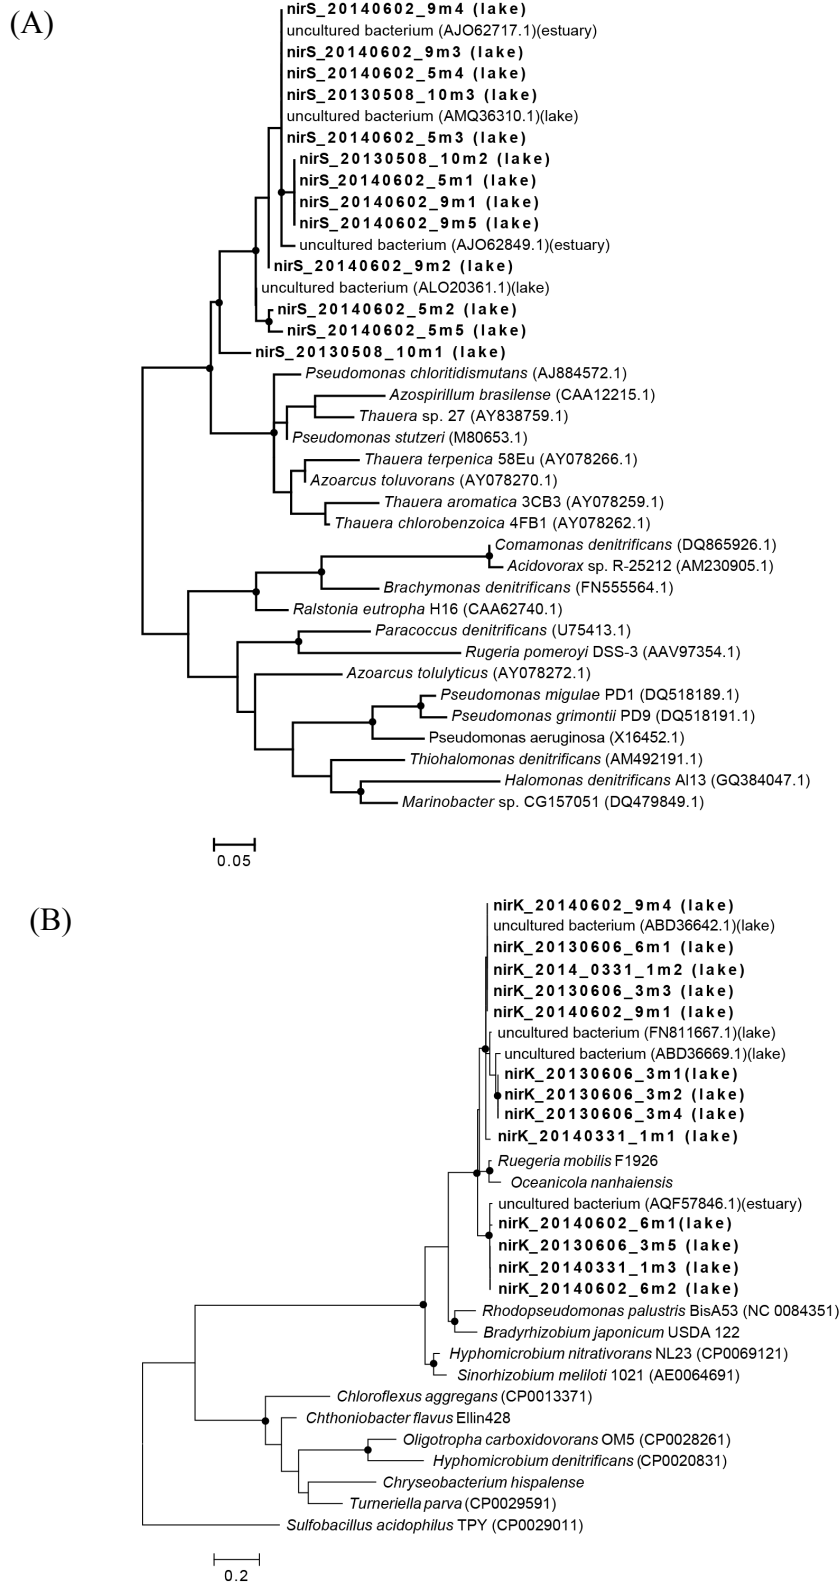 (A)
nirS_20140602_9m4 (lake)
uncultured bacterium (AJO62717.1)(estuary)
nirS_20140602_9m3 (lake)
nirS_20140602_5m4 (lake)
nirS_20130508_10m3 (lake)
uncultured bacterium (AMQ36310.1)(lake)
nirS_20140602_5m3 (lake)
nirS_20130508_10m2 (lake)
nirS_20140602_5m1 (lake)
nirS_20140602_9m1 (lake)
nirS_20140602_9m5 (lake)
uncultured bacterium (AJO62849.1)(estuary)
nirS_20140602_9m2 (lake)
uncultured bacterium (ALO20361.1)(lake)
nirS_20140602_5m2 (lake)
nirS_20140602_5m5 (lake)
nirS_20130508_10m1 (lake)
Pseudomonas chloritidismutans (AJ884572.1)
Azospirillum brasilense (CAA12215.1)
Thauera sp. 27 (AY838759.1)
Pseudomonas stutzeri (M80653.1)
Thauera terpenica 58Eu (AY078266.1)
Azoarcus toluvorans (AY078270.1)
Thauera aromatica 3CB3 (AY078259.1)
Thauera chlorobenzoica 4FB1 (AY078262.1)
Comamonas denitrificans (DQ865926.1)
Acidovorax sp. R-25212 (AM230905.1)
Brachymonas denitrificans (FN555564.1)
Ralstonia eutropha H16 (CAA62740.1)
Paracoccus denitrificans (U75413.1)
Rugeria pomeroyi DSS-3 (AAV97354.1)
Azoarcus tolulyticus (AY078272.1)
Pseudomonas migulae PD1 (DQ518189.1)
Pseudomonas grimontii PD9 (DQ518191.1)
Pseudomonas aeruginosa (X16452.1)
Thiohalomonas denitrificans (AM492191.1)
Halomonas denitrificans AI13 (GQ384047.1)
Marinobacter sp. CG157051 (DQ479849.1)
0.05
(B)
nirK_20140602_9m4 (lake)
uncultured bacterium (ABD36642.1)(lake)
nirK_20130606_6m1 (lake)
nirK_2014_0331_1m2 (lake)
nirK_20130606_3m3 (lake)
nirK_20140602_9m1 (lake)
uncultured bacterium (FN811667.1)(lake)
uncultured bacterium (ABD36669.1)(lake)
nirK_20130606_3m1(lake)
nirK_20130606_3m2 (lake)
nirK_20130606_3m4 (lake)
nirK_20140331_1m1 (lake)
Ruegeria mobilis F1926
Oceanicola nanhaiensis
uncultured bacterium (AQF57846.1)(estuary)
nirK_20140602_6m1(lake)
nirK_20130606_3m5 (lake)
nirK_20140331_1m3 (lake)
nirK_20140602_6m2 (lake)
Rhodopseudomonas palustris BisA53 (NC 0084351)
Bradyrhizobium japonicum USDA 122
Hyphomicrobium nitrativorans NL23 (CP0069121)
Sinorhizobium meliloti 1021 (AE0064691)
Chloroflexus aggregans (CP0013371)
Chthoniobacter flavus Ellin428
Oligotropha carboxidovorans OM5 (CP0028261)
Hyphomicrobium denitrificans (CP0020831)
Chryseobacterium hispalense
Turneriella parva (CP0029591)
Sulfobacillus acidophilus TPY (CP0029011)
0.2